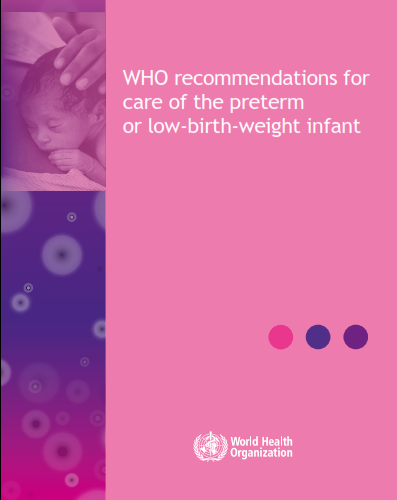 WHO recommendations for
care of the preterm
or low-birth-weight infant
World Health
Organization